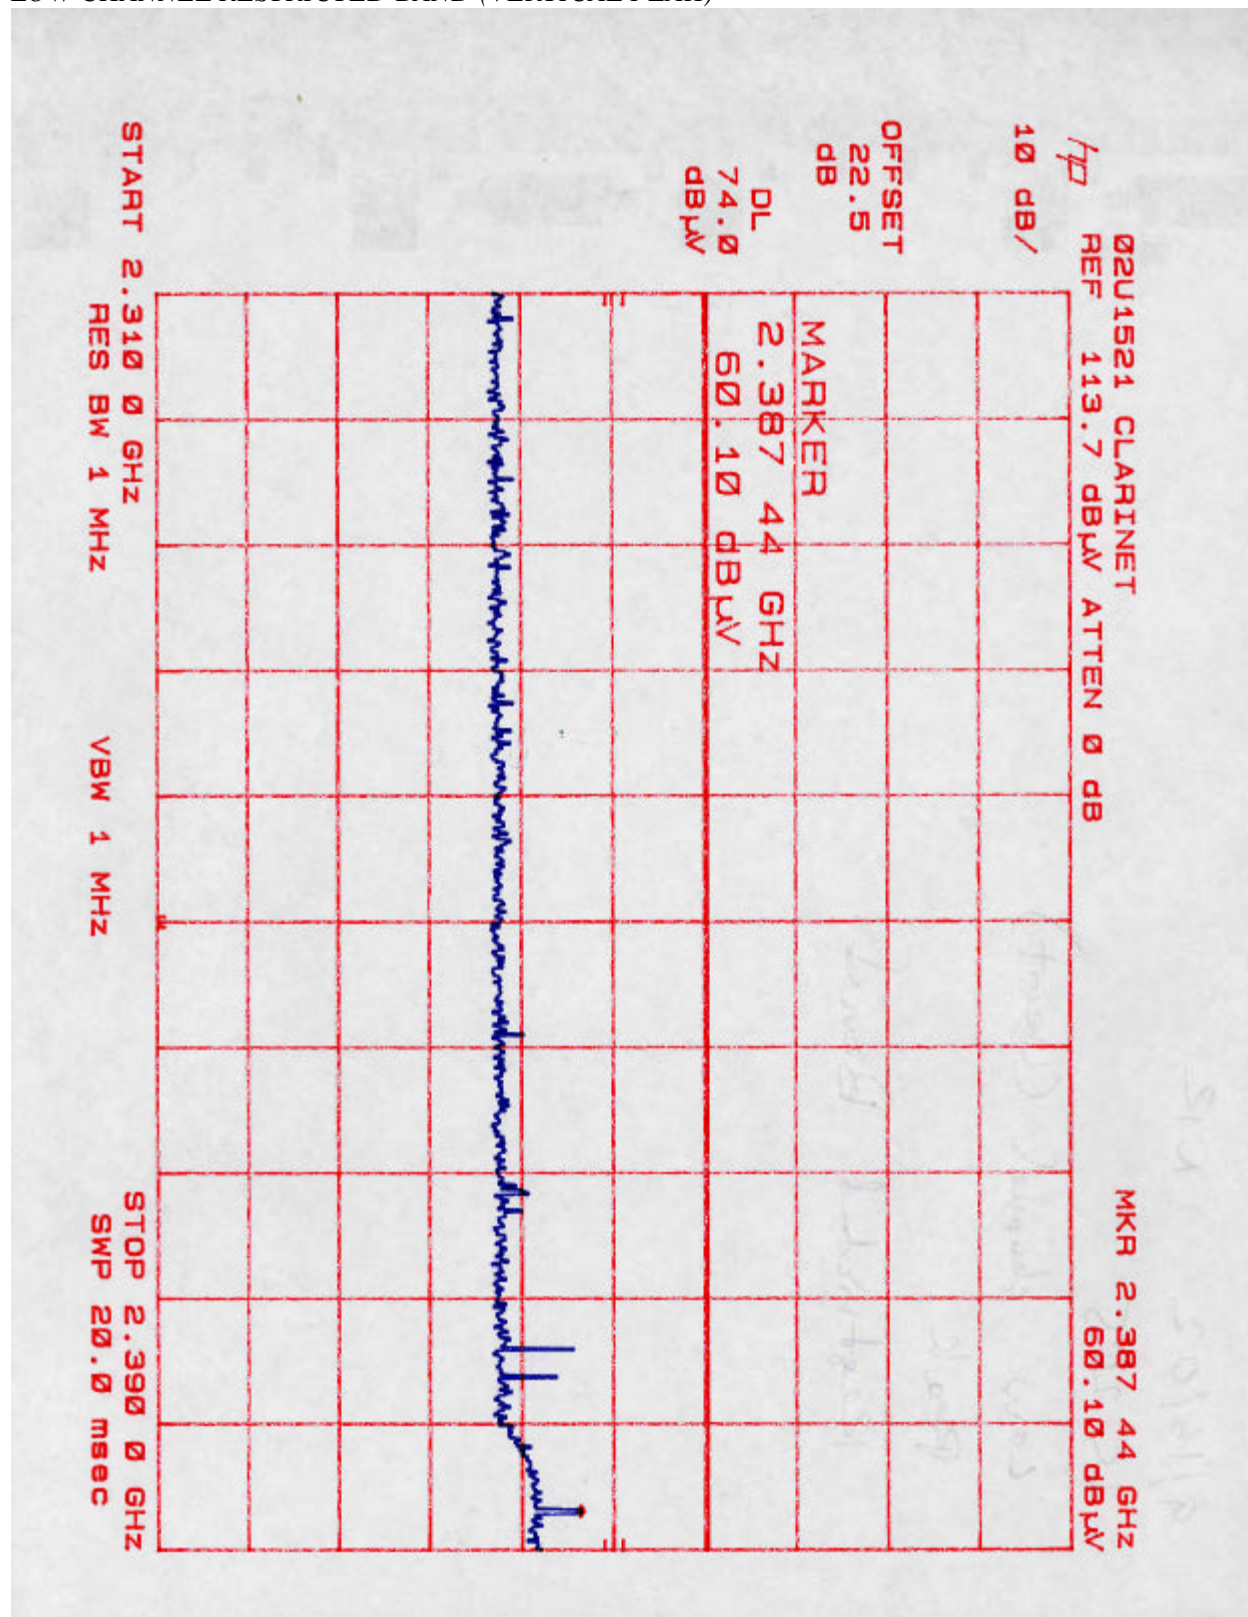 LOW CHANNEL RESTRICTED BAND (VERTICAL PEAK)
02U1521 CLARINET
hp REF 113.7 dBµV ATTEN 0 dB
MKR 2.387 44 GHz
60.10 dBµV
10 dB/
OFFSET
22.5
dB
DL
74.0
dBµV
MARKER
2.387 44 GHz
60.10 dBµV
START 2.310 0 GHz
STOP 2.390 0 GHz
RES BW 1 MHz
VBW 1 MHz
SWP 20.0 msec